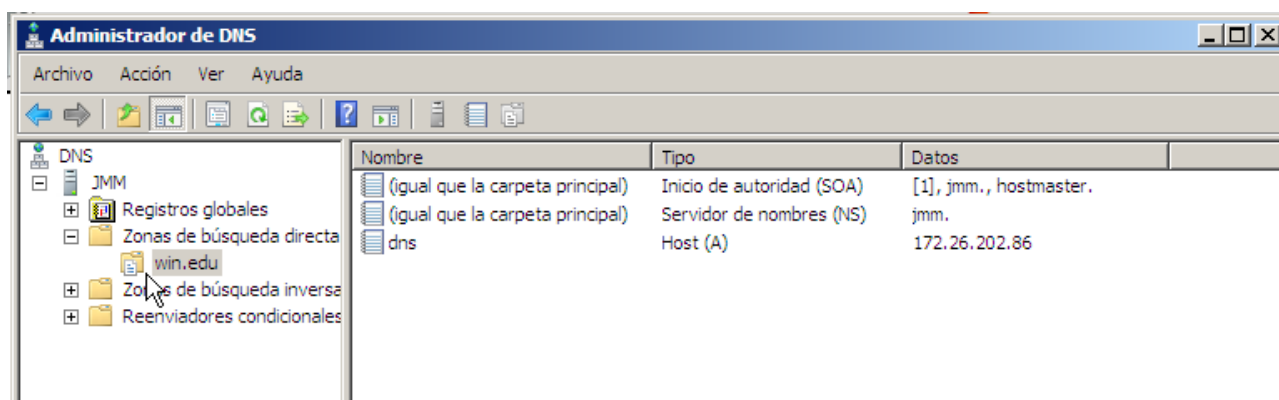 Administrador de DNS
Archivo Acción Ver Ayuda
DNS
JMM
Registros globales
Zonas de búsqueda directa
win.edu
Zonas de búsqueda inversa
Reenviadores condicionales
Nombre Tipo Datos
(igual que la carpeta principal) Inicio de autoridad (SOA) [1], jmm., hostmaster.
(igual que la carpeta principal) Servidor de nombres (NS) jmm.
dns Host (A) 172.26.202.86